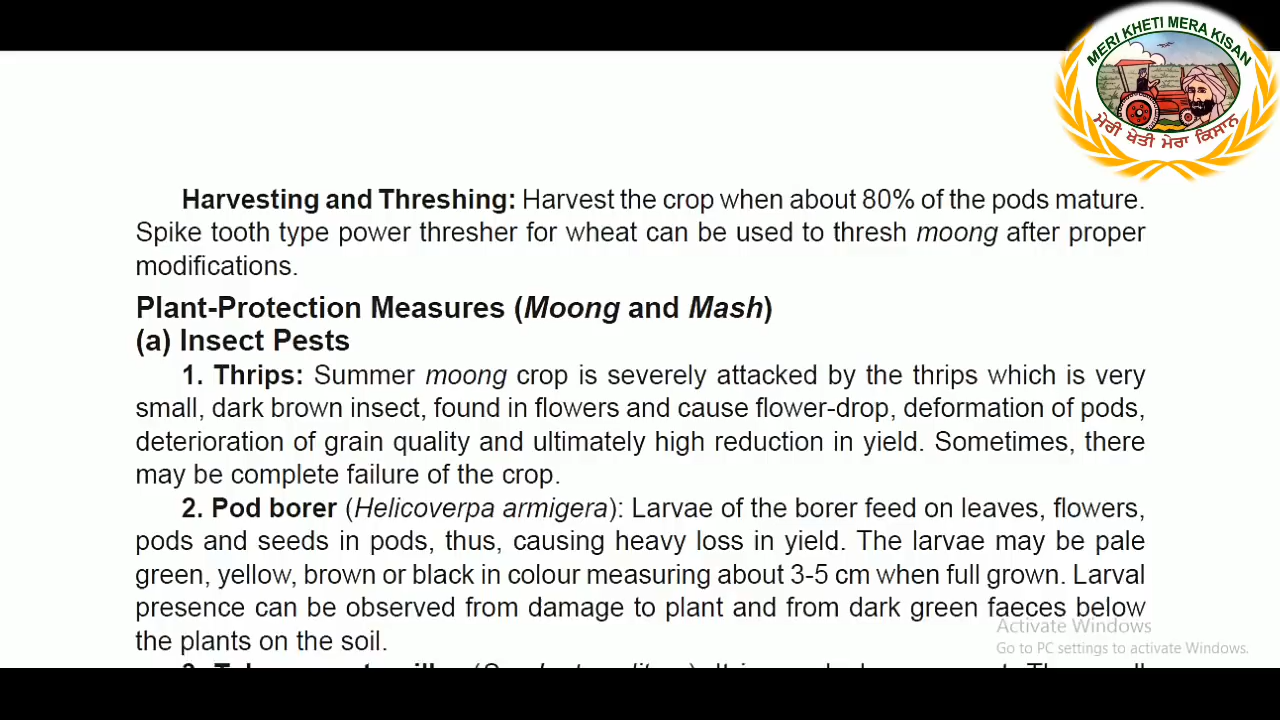 MERI KHETI MERA KISAN
ਮੇਰੀ ਖੇਤੀ ਮੇਰਾ ਕਿਸਾਨ
Harvesting and Threshing: Harvest the crop when about 80% of the pods mature.
Spike tooth type power thresher for wheat can be used to thresh moong after proper
modifications.
Plant-Protection Measures (Moong and Mash)
(a) Insect Pests
1. Thrips: Summer moong crop is severely attacked by the thrips which is very
small, dark brown insect, found in flowers and cause flower-drop, deformation of pods,
deterioration of grain quality and ultimately high reduction in yield. Sometimes, there
may be complete failure of the crop.
2. Pod borer (Helicoverpa armigera): Larvae of the borer feed on leaves, flowers,
pods and seeds in pods, thus, causing heavy loss in yield. The larvae may be pale
green, yellow, brown or black in colour measuring about 3-5 cm when full grown. Larval
presence can be observed from damage to plant and from dark green faeces below
the plants on the soil.
Activate Windows
Go to PC settings to activate Windows.